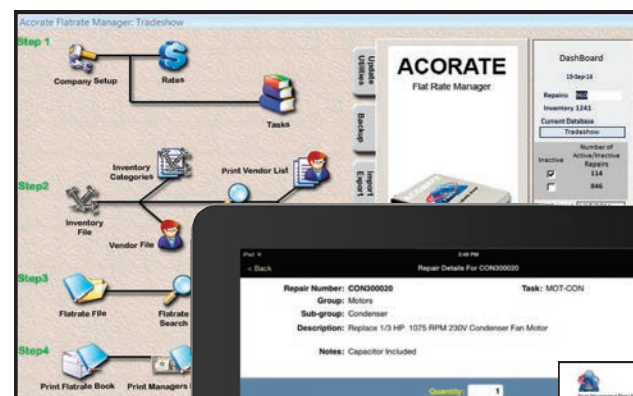 Acorate Flatrate Manager: Tradeshow
Step 1
Company Setup
Rates
Tasks
Update
Utilities
Backup
Import
Export
ACORATE
Flat Rate Manager
DashBoard
15-Sep-14
Repairs:
Inventory 1241
Current Database
Tradeshow
Number of
Inactive Active/Inactive
Repairs
114
846
Step2
Inventory
Categories
Print Vendor List
Inventory
File
Vendor File
Step3
Flatrate File
Flatrate
Search
Step4
Print Flatrate Book
Print Managers
iPad
3:48 PM
< Back
Repair Details For CON300020
Repair Number: CON300020
Task: MOT-CON
Group: Motors
Sub-group: Condenser
Description: Replace 1/3 HP 1075 RPM 230V Condenser Fan Motor
Notes: Capacitor Included
Quantity: 1